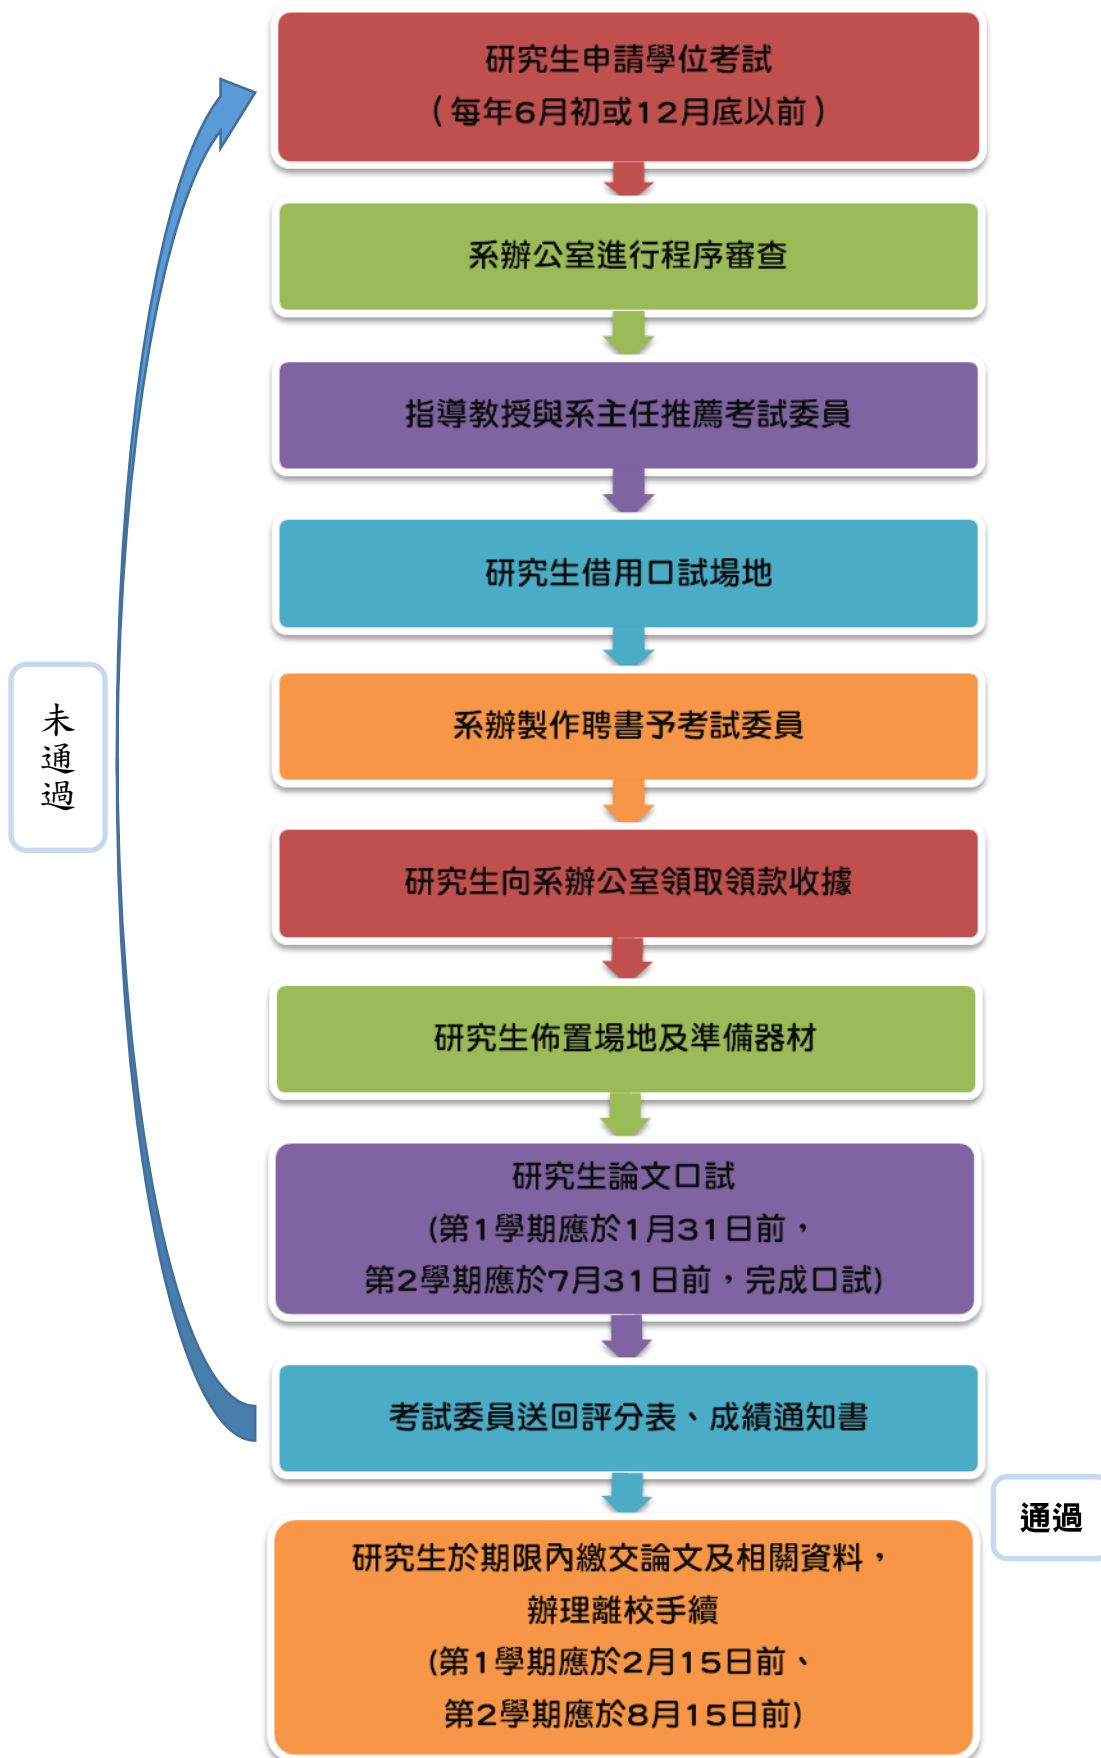 研究生申請學位考試
（每年6月初或12月底以前）
系辦公室進行程序審查
指導教授與系主任推薦考試委員
研究生借用口試場地
系辦製作聘書予考試委員
研究生向系辦公室領取領款收據
研究生佈置場地及準備器材
研究生論文口試
(第1學期應於1月31日前，
第2學期應於7月31日前，完成口試)
考試委員送回評分表、成績通知書
未通過
通過
研究生於期限內繳交論文及相關資料，
辦理離校手續
(第1學期應於2月15日前、
第2學期應於8月15日前)